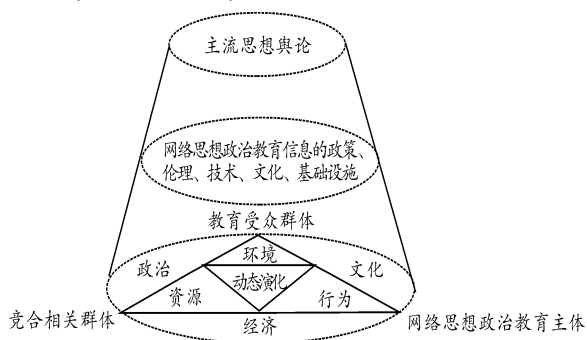 主流思想舆论
网络思想政治教育信息的政策、
伦理、技术、文化、基础设施
教育受众群体
环境
政治
文化
动态演化
资源
行为
竞合相关群体
经济
网络思想政治教育主体